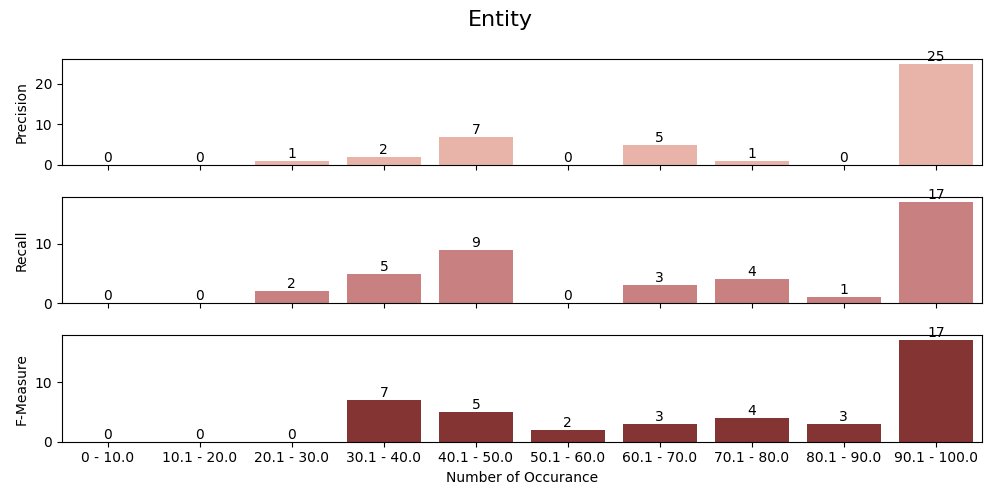 Entity
Precision
20
10
0
0 0 1 2 7 0 5 1 0 25
Recall
10
0
0 0 2 5 9 0 3 4 1 17
F-Measure
10
0
0 0 0 7 5 2 3 4 3 17
0 - 10.0 10.1 - 20.0 20.1 - 30.0 30.1 - 40.0 40.1 - 50.0 50.1 - 60.0 60.1 - 70.0 70.1 - 80.0 80.1 - 90.0 90.1 - 100.0
Number of Occurance